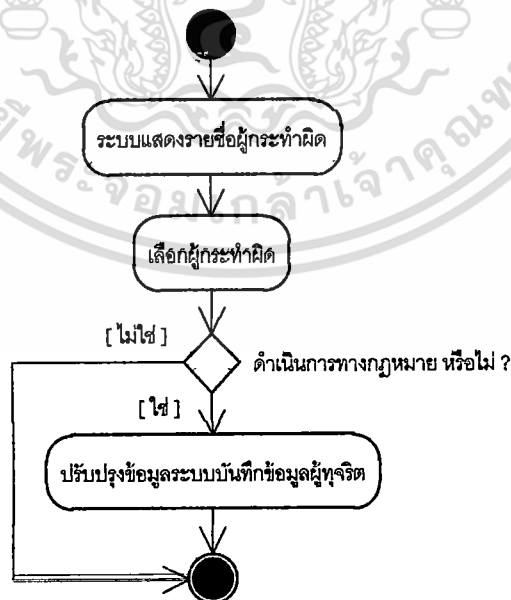 ระบบแสดงรายชื่อผู้กระทำผิด
เลือกผู้กระทำผิด
[ ไม่ใช่ ]
ดำเนินการทางกฎหมาย หรือไม่ ?
[ ใช่ ]
ปรับปรุงข้อมูลระบบบันทึกข้อมูลผู้ทุจริต